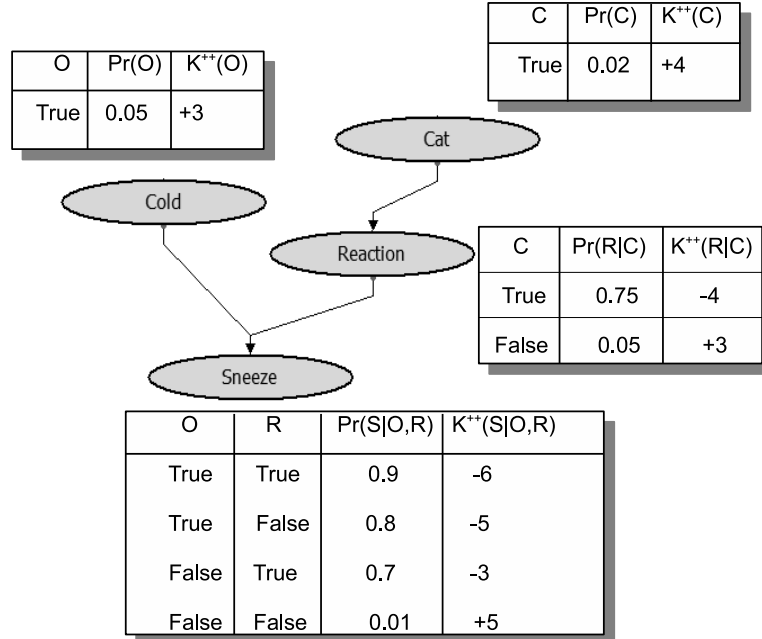 C Pr(C) K⁺⁺(C)
True 0.02 +4
O Pr(O) K⁺⁺(O)
True 0.05 +3
Cat
Cold
Reaction
C Pr(R|C) K⁺⁺(R|C)
True 0.75 -4
False 0.05 +3
Sneeze
O R Pr(S|O,R) K⁺⁺(S|O,R)
True True 0.9 -6
True False 0.8 -5
False True 0.7 -3
False False 0.01 +5